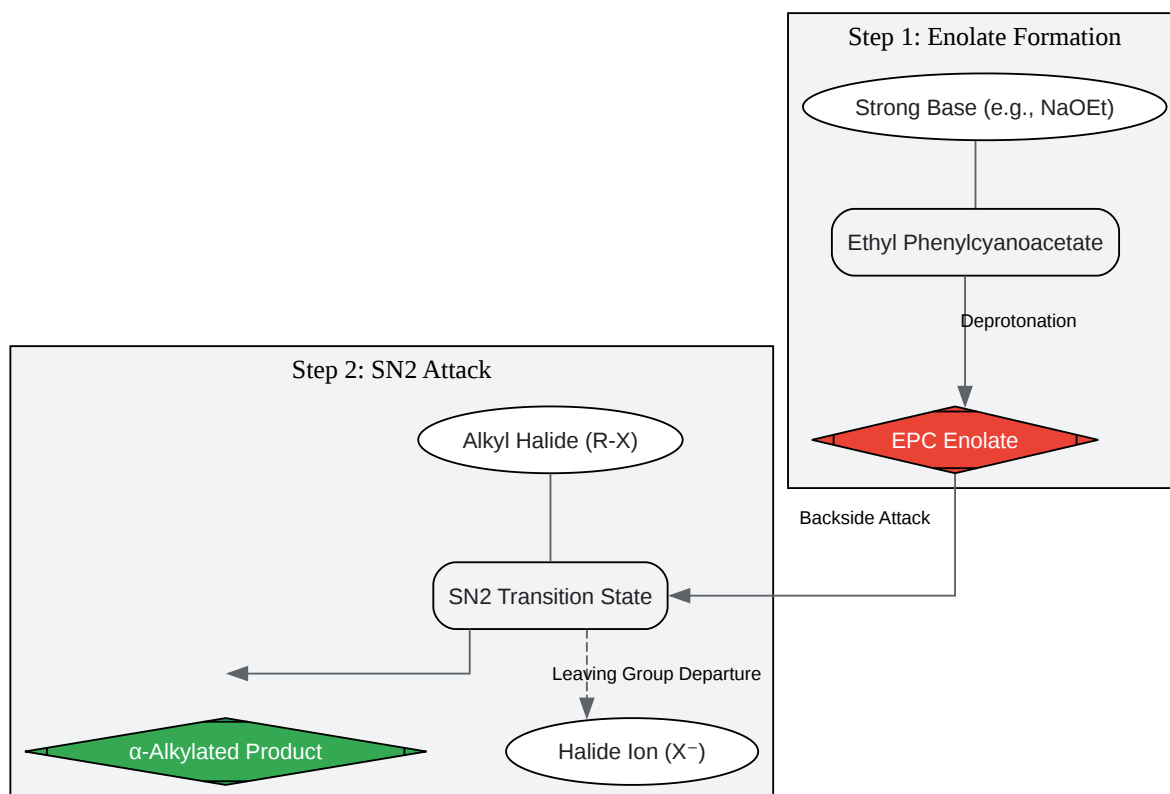 Step 1: Enolate Formation
Strong Base (e.g., NaOEt)
Ethyl Phenylcyanoacetate
Deprotonation
EPC Enolate
Backside Attack
Step 2: SN2 Attack
Alkyl Halide (R-X)
SN2 Transition State
Leaving Group Departure
α-Alkylated Product
Halide Ion (X⁻)